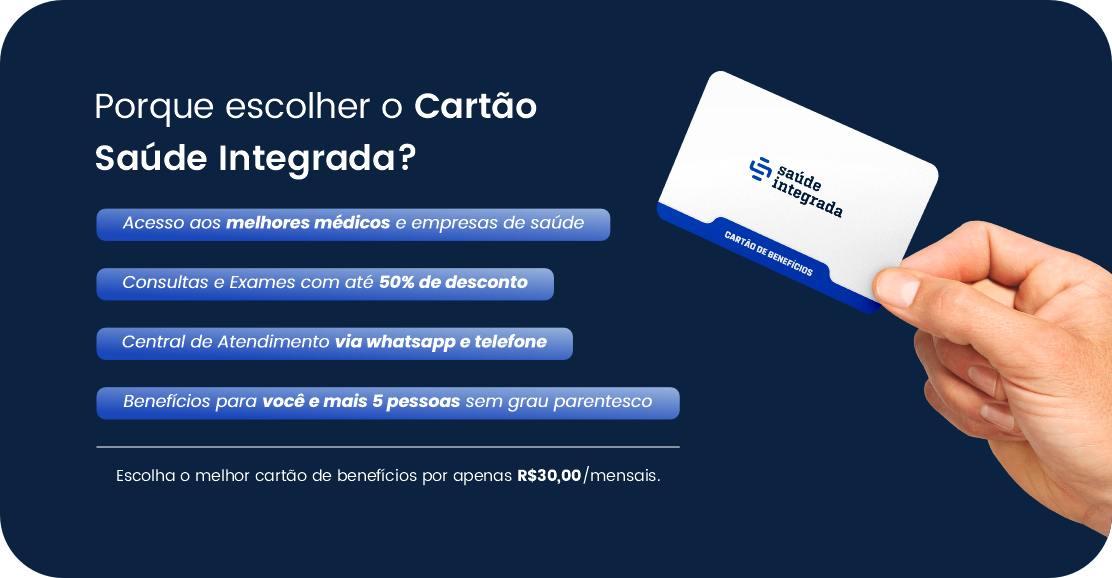 Porque escolher o Cartão
Saúde Integrada?
Acesso aos melhores médicos e empresas de saúde
Consultas e Exames com até 50% de desconto
Central de Atendimento via whatsapp e telefone
Benefícios para você e mais 5 pessoas sem grau parentesco
Escolha o melhor cartão de benefícios por apenas R$30,00/mensais.
saúde
integrada
CARTÃO DE BENEFÍCIOS